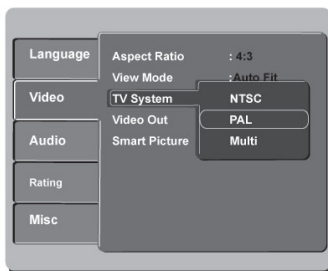 Language
Video
Audio
Rating
Misc
Aspect Ratio : 4:3
View Mode : Auto Fit
TV System NTSC
Video Out PAL
Smart Picture Multi